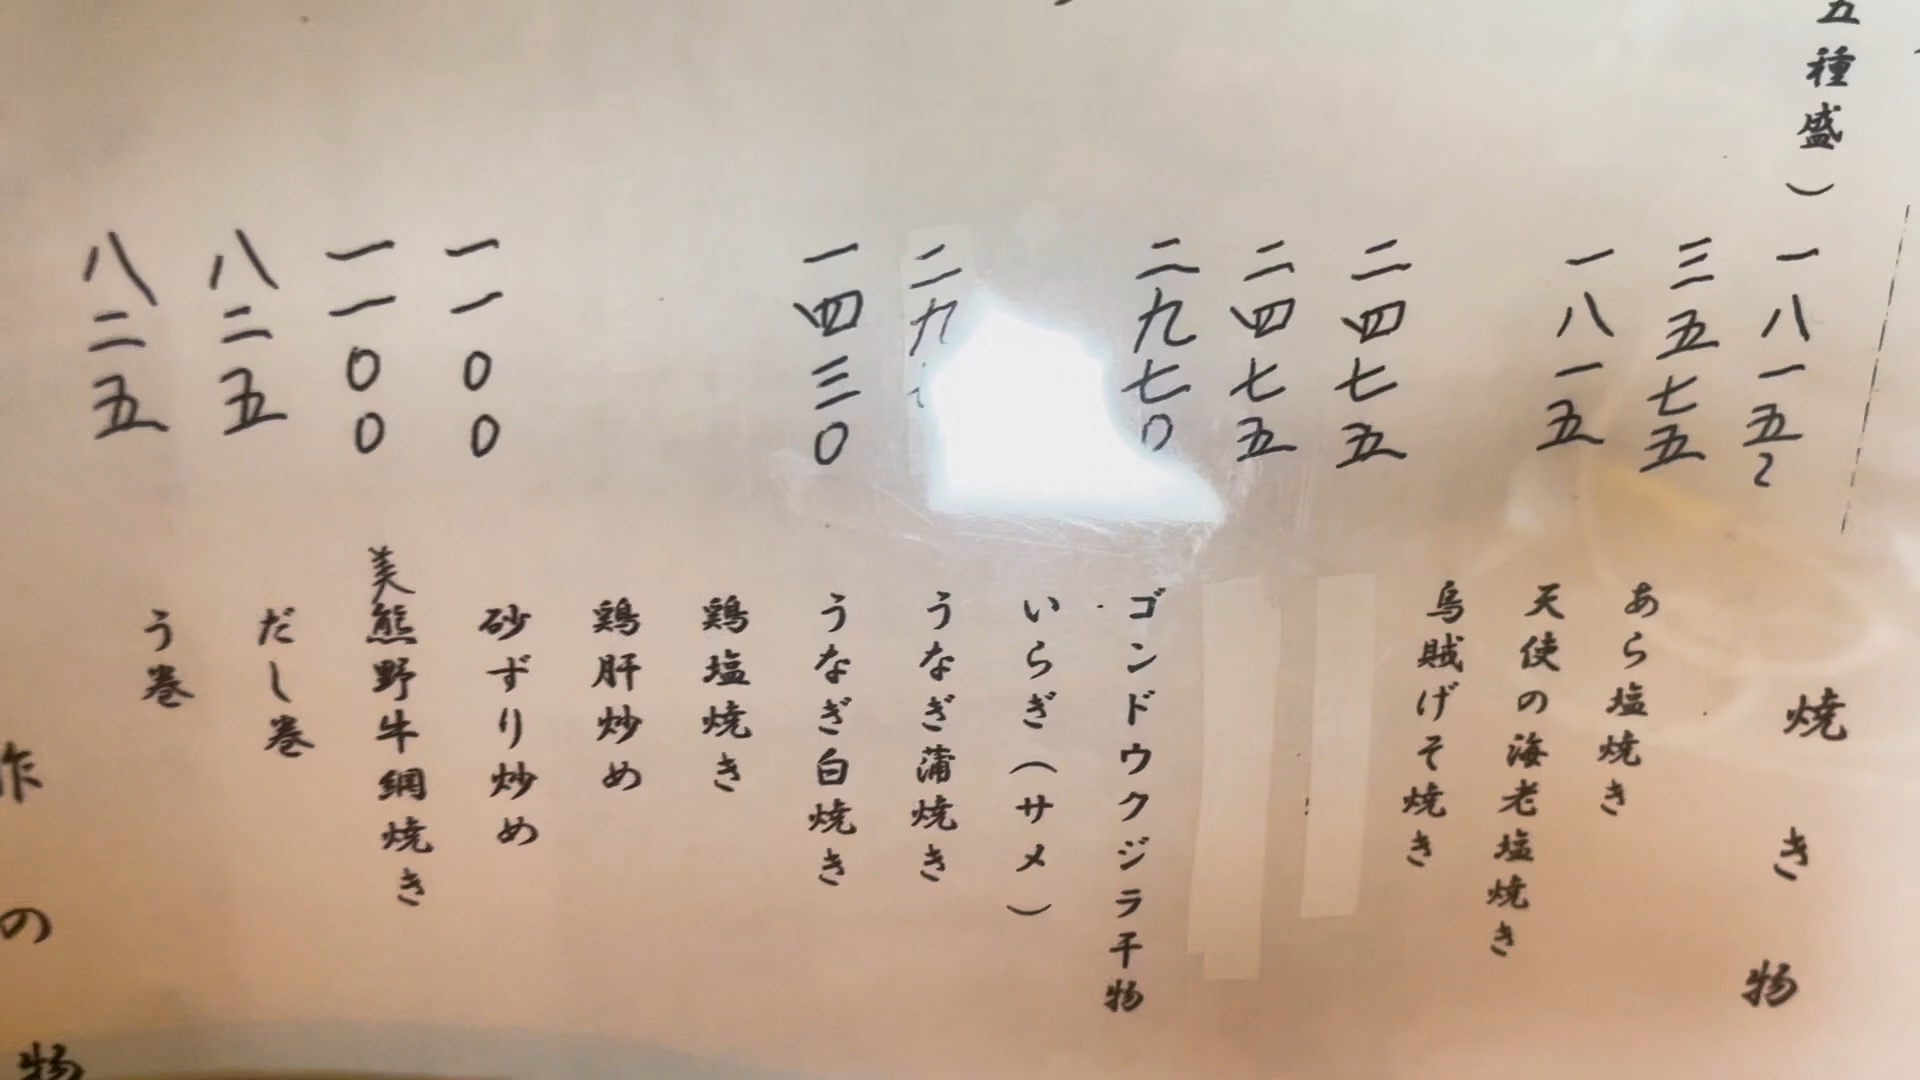 五種盛）
一八一五〜
三五七五
一八一五
二四七五
二四七五
二九七〇
二九
一四三〇
一一〇〇
一一〇〇
八二五
八二五
焼き物
あら塩焼き
天使の海老塩焼き
烏賊げそ焼き
ゴンドウクジラ干物
いらぎ（サメ）
うなぎ蒲焼き
うなぎ白焼き
鶏塩焼き
鶏肝炒め
砂ずり炒め
美熊野牛網焼き
だし巻
う巻
作の物